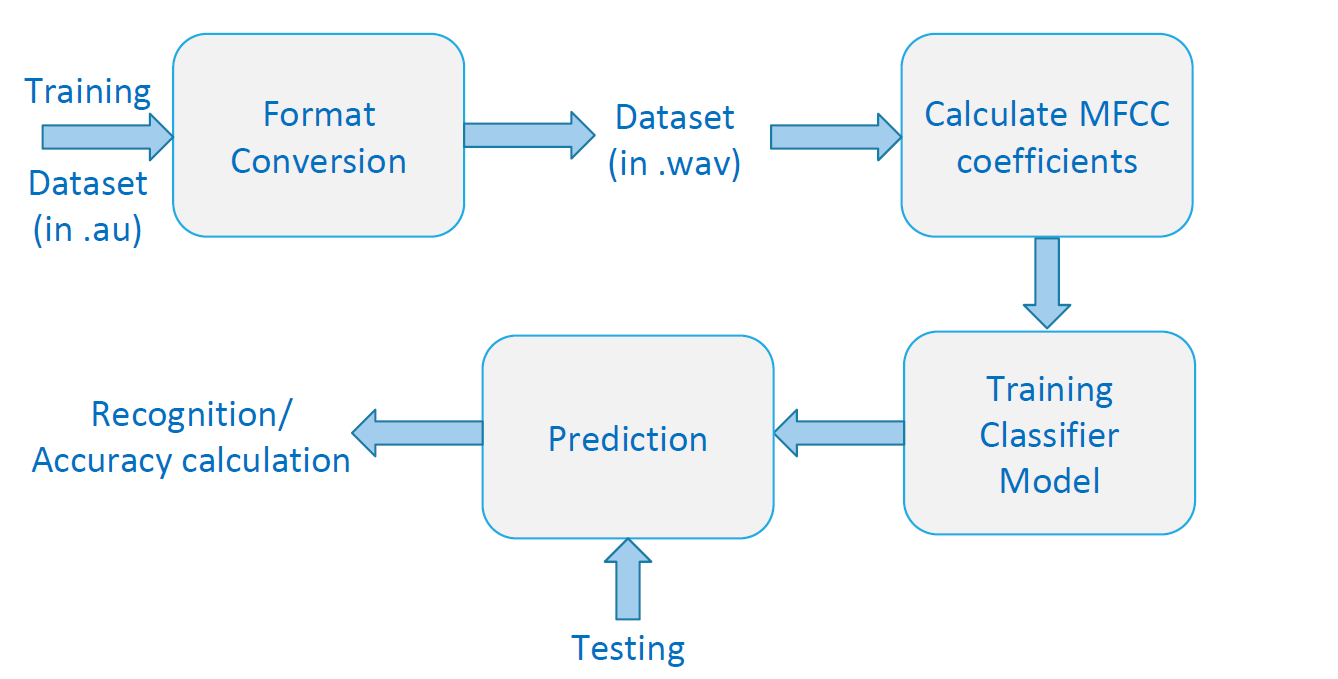 Training
Dataset
(in .au)
Format
Conversion
Dataset
(in .wav)
Calculate MFCC
coefficients
Training
Classifier
Model
Prediction
Recognition/
Accuracy calculation
Testing